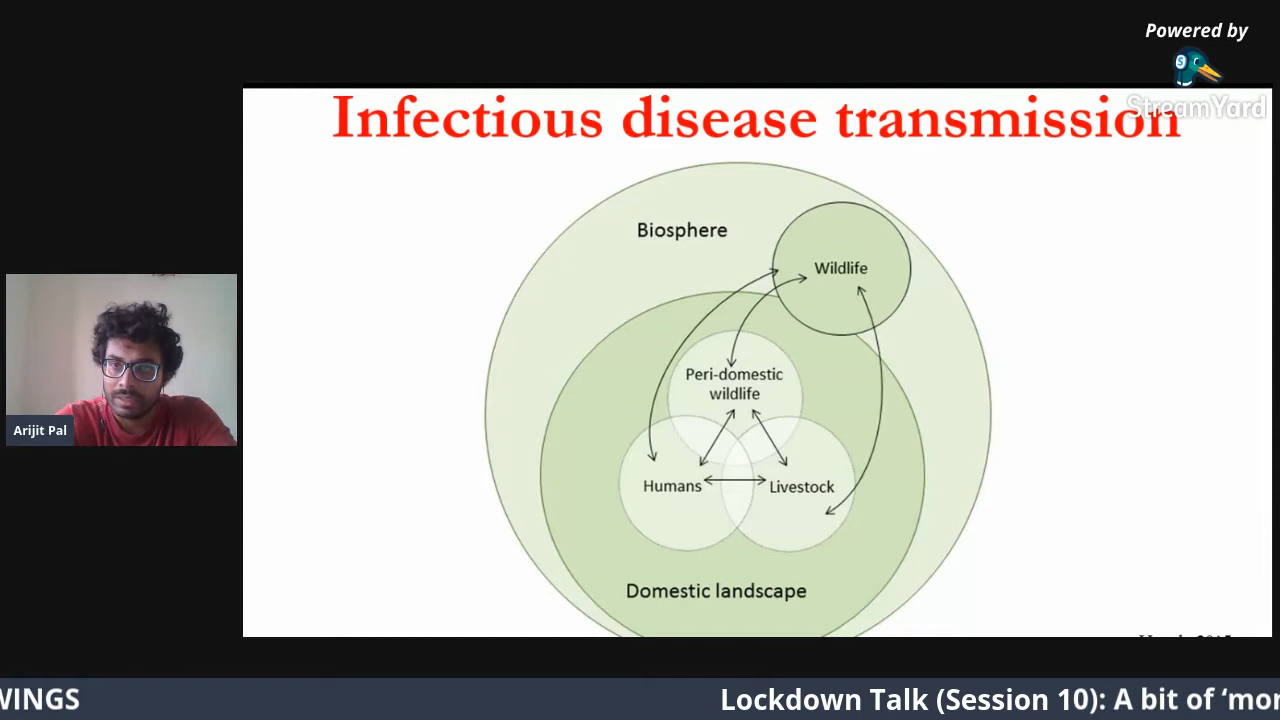 Powered by
StreamYard
Infectious disease transmission
Biosphere
Wildlife
Peri-domestic
wildlife
Humans
Livestock
Domestic landscape
Arijit Pal
WINGS
Lockdown Talk (Session 10): A bit of ‘mor